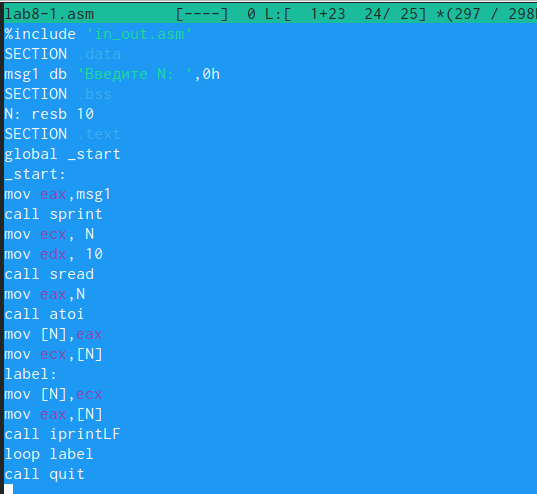 lab8-1.asm [----] 0 L:[ 1+23 24/ 25] *(297 / 298b
%include 'in_out.asm'
SECTION .data
msg1 db 'Введите N: ',0h
SECTION .bss
N: resb 10
SECTION .text
global _start
_start:
mov eax,msg1
call sprint
mov ecx, N
mov edx, 10
call sread
mov eax,N
call atoi
mov [N],eax
mov ecx,[N]
label:
mov [N],ecx
mov eax,[N]
call iprintLF
loop label
call quit